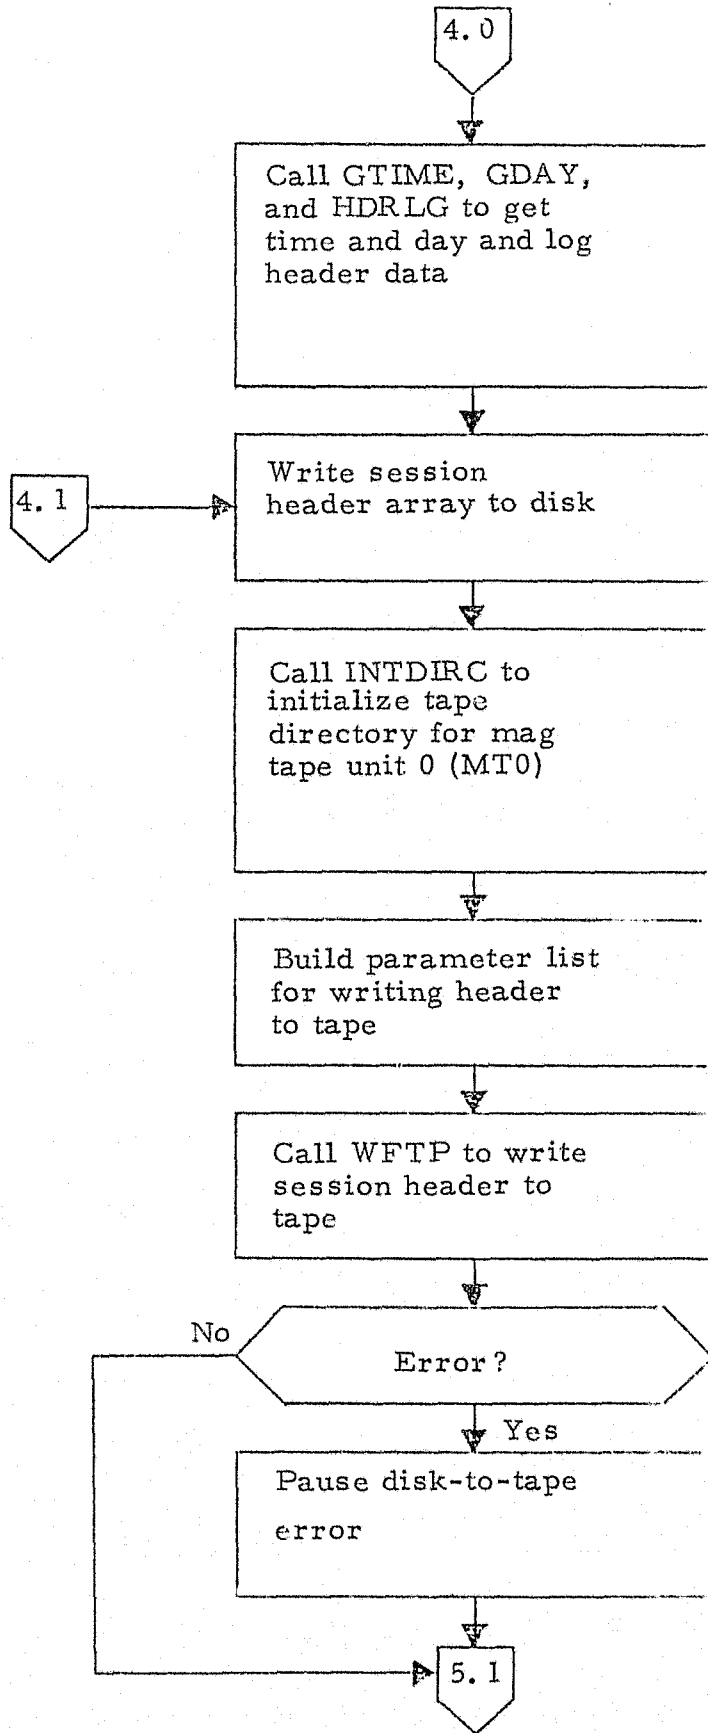 4.0
Call GTIME, GDAY,
and HDRLG to get
time and day and log
header data
4.1
Write session
header array to disk
Call INTDIRC to
initialize tape
directory for mag
tape unit 0 (MT0)
Build parameter list
for writing header
to tape
Call WFTP to write
session header to
tape
No
Error?
Yes
Pause disk-to-tape
error
5.1